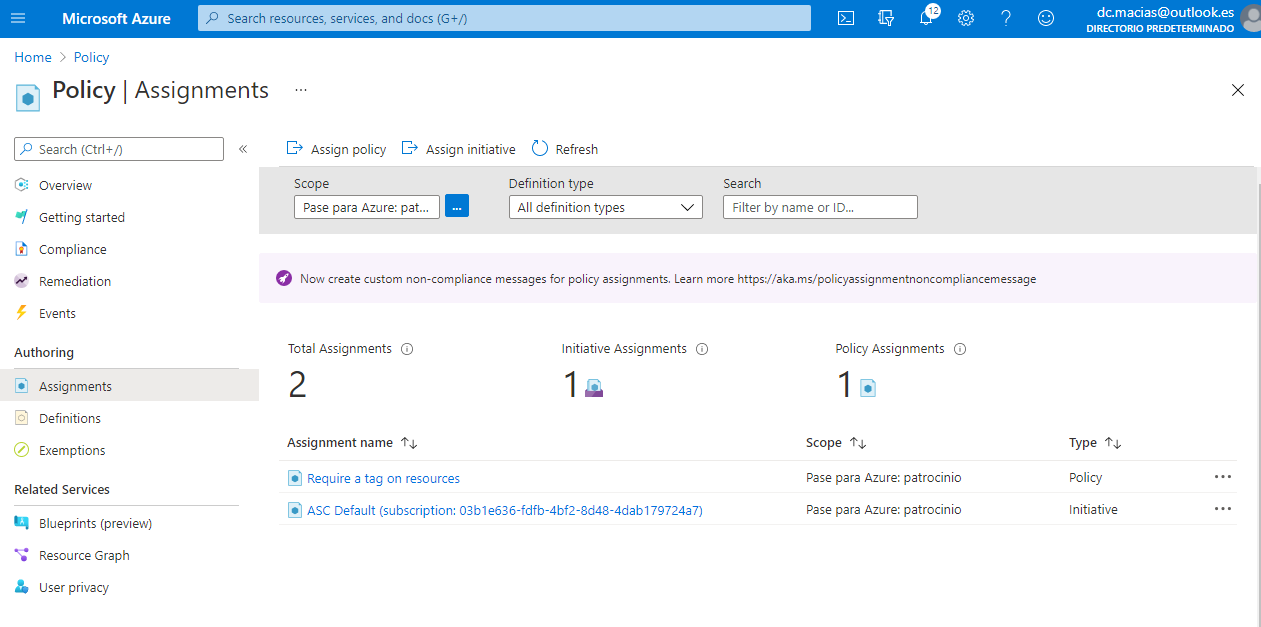 Microsoft Azure
Search resources, services, and docs (G+/)
12
dc.macias@outlook.es
DIRECTORIO PREDETERMINADO
Home > Policy
Policy | Assignments ...
Search (Ctrl+/) «
Overview
Getting started
Compliance
Remediation
Events
Authoring
Assignments
Definitions
Exemptions
Related Services
Blueprints (preview)
Resource Graph
User privacy
Assign policy Assign initiative Refresh
Scope Definition type Search
Pase para Azure: pat... ... All definition types Filter by name or ID...
Now create custom non-compliance messages for policy assignments. Learn more https://aka.ms/policyassignmentnoncompliancemessage
Total Assignments Initiative Assignments Policy Assignments
2 1 1
Assignment name ↑↓ Scope ↑↓ Type ↑↓
Require a tag on resources Pase para Azure: patrocinio Policy ...
ASC Default (subscription: 03b1e636-fdfb-4bf2-8d48-4dab179724a7) Pase para Azure: patrocinio Initiative ...